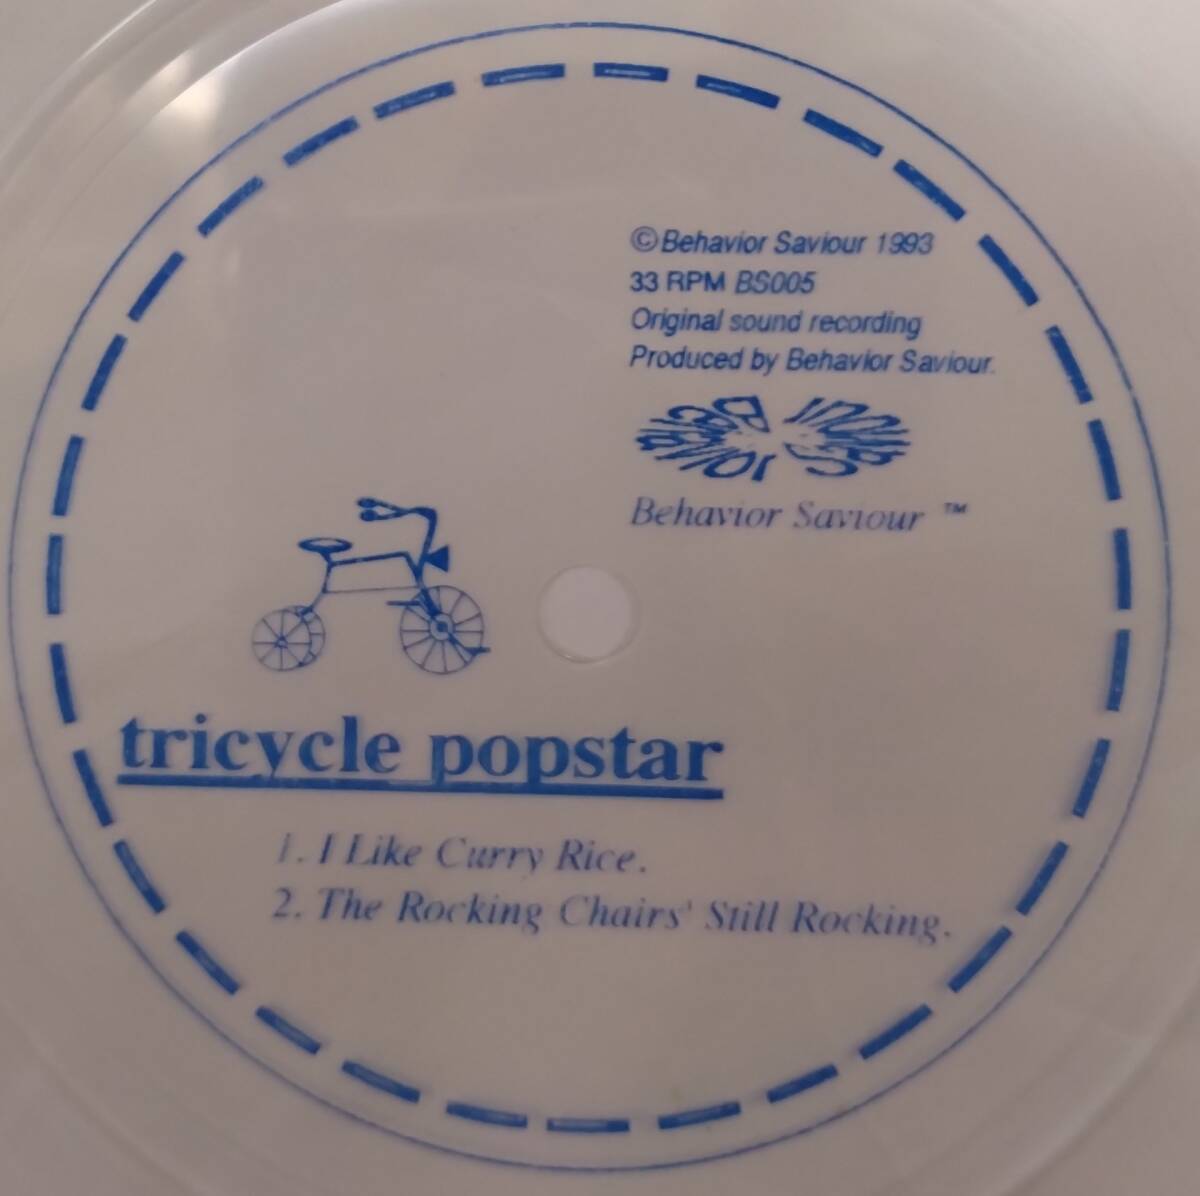 ©Behavior Saviour 1993
33 RPM BS005
Original sound recording
Produced by Behavior Saviour.
Behavior Saviour ™
tricycle popstar
1. I Like Curry Rice.
2. The Rocking Chairs' Still Rocking.